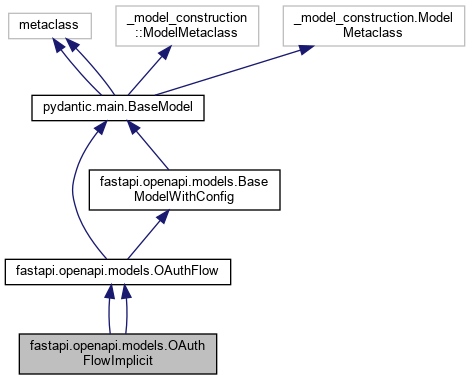 metaclass
_model_construction
::ModelMetaclass
_model_construction.Model
Metaclass
pydantic.main.BaseModel
fastapi.openapi.models.Base
ModelWithConfig
fastapi.openapi.models.OAuthFlow
fastapi.openapi.models.OAuth
FlowImplicit